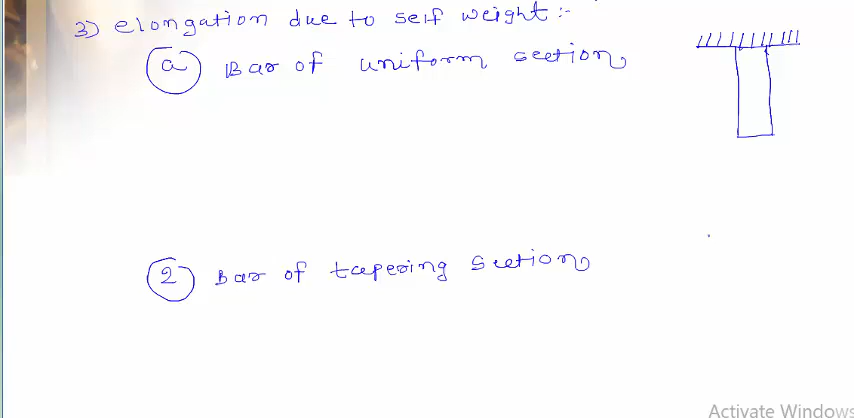 3) elongation due to self weight :-
(a) Bar of uniform section
(2) Bar of tapering section
Activate Windows